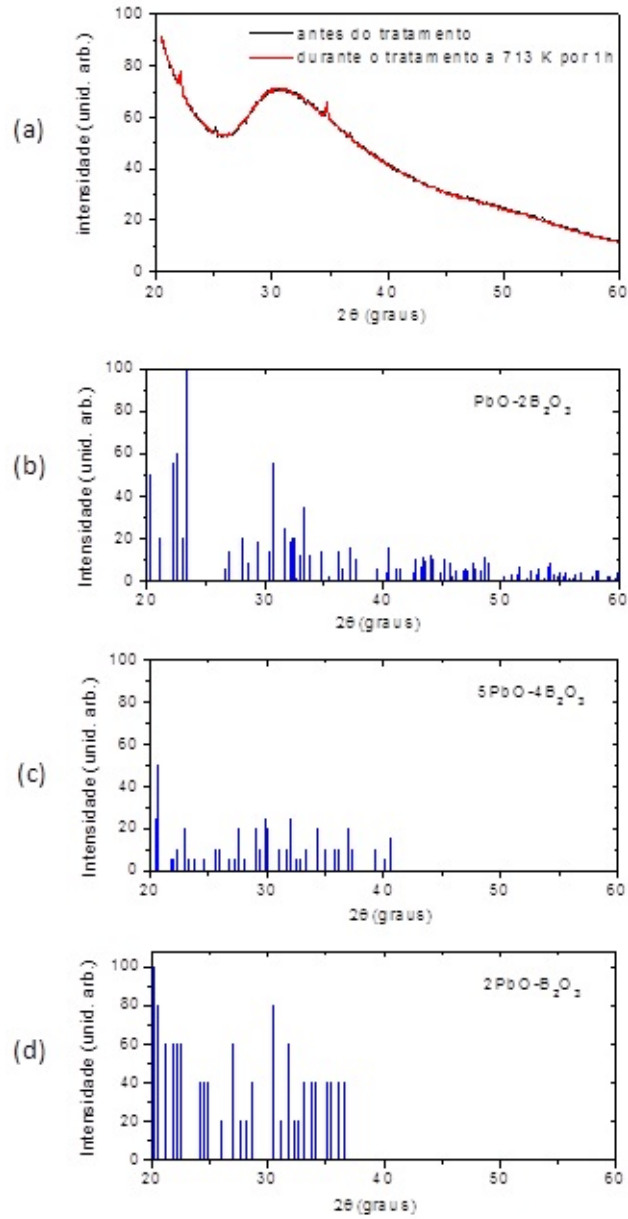 (a)
intensidade (unid. arb.)
100
80
60
40
20
0
antes do tratamento
durante o tratamento a 713 K por 1h
20 30 40 50 60
2θ (graus)
(b)
Intensidade (unid. arb.)
100
80
60
40
20
0
PbO-2B₂O₃
20 30 40 50 60
2θ (graus)
(c)
Intensidade (unid. arb.)
100
80
60
40
20
0
5PbO-4B₂O₃
20 30 40 50 60
2θ (graus)
(d)
Intensidade (unid. arb.)
100
80
60
40
20
0
2PbO-B₂O₃
20 30 40 50 60
2θ (graus)